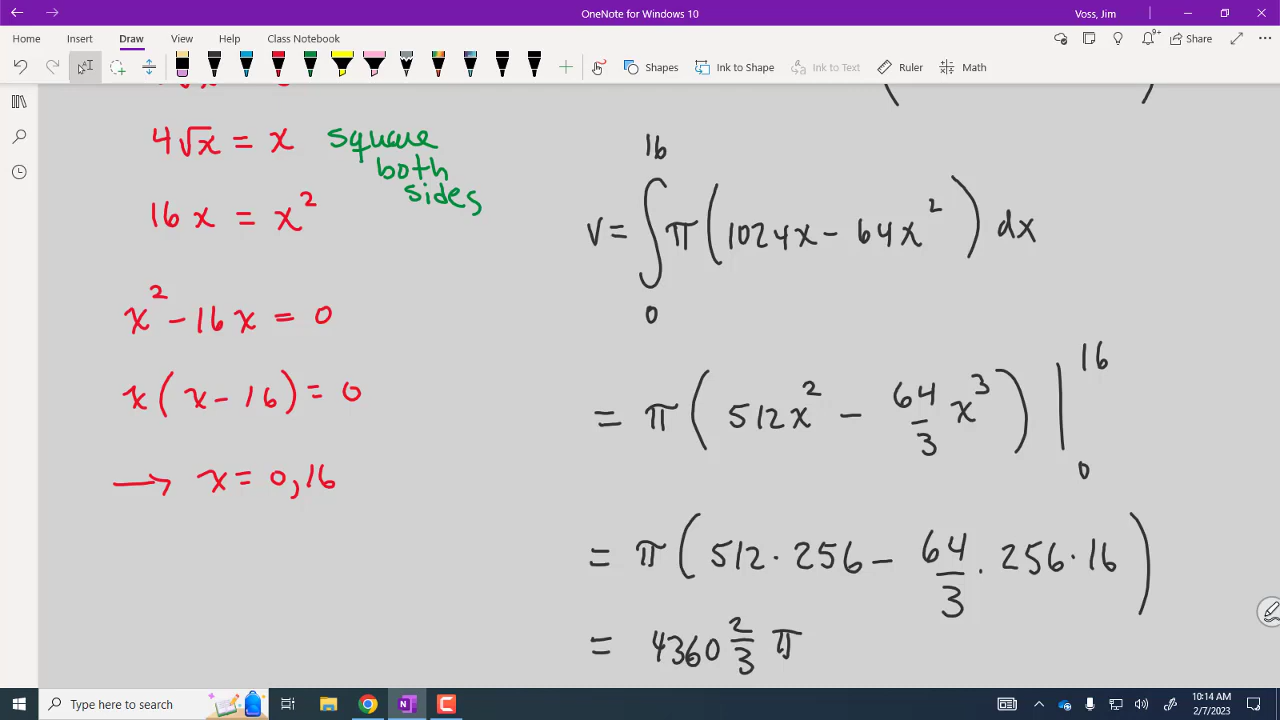 OneNote for Windows 10
Voss, Jim
Home Insert Draw View Help Class Notebook
Share
Shapes Ink to Shape Ink to Text Ruler Math
4√x = x square
both
sides
16x = x²
x² - 16x = 0
x(x - 16) = 0
→ x = 0, 16
V = ∫₀¹⁶ π(1024x - 64x²) dx
= π(512x² - 64/3 x³) |₀¹⁶
= π(512 · 256 - 64/3 · 256 · 16)
= 4360 2/3 π
Type here to search
10:14 AM
2/7/2023